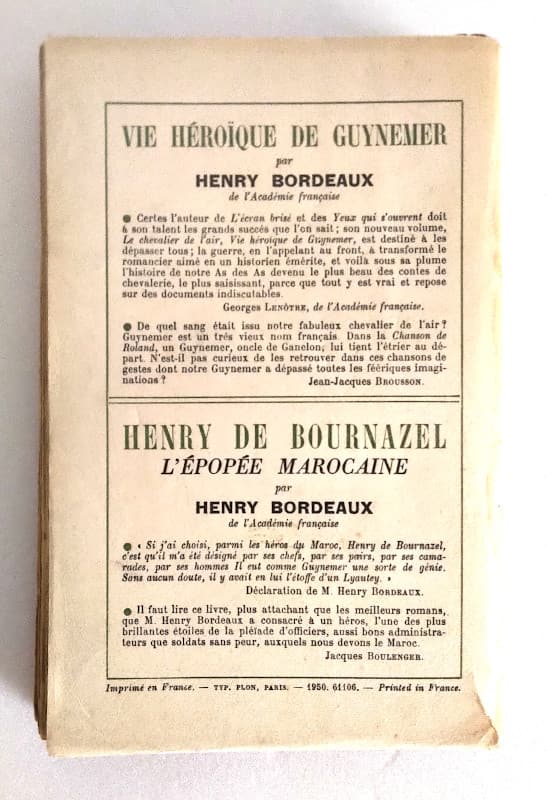 VIE HÉROÏQUE DE GUYNEMER
par
HENRY BORDEAUX
de l'Académie française
● Certes l'auteur de L'écran brisé et des Yeux qui s'ouvrent doit
à son talent les grands succès que l'on sait ; son nouveau volume,
Le chevalier de l'air, Vie héroïque de Guynemer, est destiné à les
dépasser tous ; la guerre, en l'appelant au front, a transformé le
romancier aimé en un historien émérite, et voilà sous sa plume
l'histoire de notre As des As devenu le plus beau des contes de
chevalerie, le plus saisissant, parce que tout y est vrai et repose
sur des documents indiscutables.
Georges LENÔTRE, de l'Académie française.
● De quel sang était issu notre fabuleux chevalier de l'air ?
Guynemer est un très vieux nom français. Dans la Chanson de
Roland, un Guynemer, oncle de Ganelon, lui tient l'étrier au dé-
part. N'est-il pas curieux de les retrouver dans ces chansons de
gestes dont notre Guynemer a dépassé toutes les féeriques imagi-
nations ?
Jean-Jacques BROUSSON.
HENRY DE BOURNAZEL
L'ÉPOPÉE MAROCAINE
par
HENRY BORDEAUX
de l'Académie française
● « Si j'ai choisi, parmi les héros du Maroc, Henry de Bournazel,
c'est qu'il m'a été désigné par ses chefs, par ses pairs, par ses cama-
rades, par ses hommes Il eut comme Guynemer une sorte de génie.
Sans aucun doute, il y avait en lui l'étoffe d'un Lyautey. »
Déclaration de M. Henry BORDEAUX.
● Il faut lire ce livre, plus attachant que les meilleurs romans,
que M. Henry Bordeaux a consacré à un héros, l'une des plus
brillantes étoiles de la pléiade d'officiers, aussi bons administra-
teurs que soldats sans peur, auxquels nous devons le Maroc.
Jacques BOULENGER.
Imprimé en France. — TYP. PLON, PARIS. — 1950. 61106. — Printed in France.